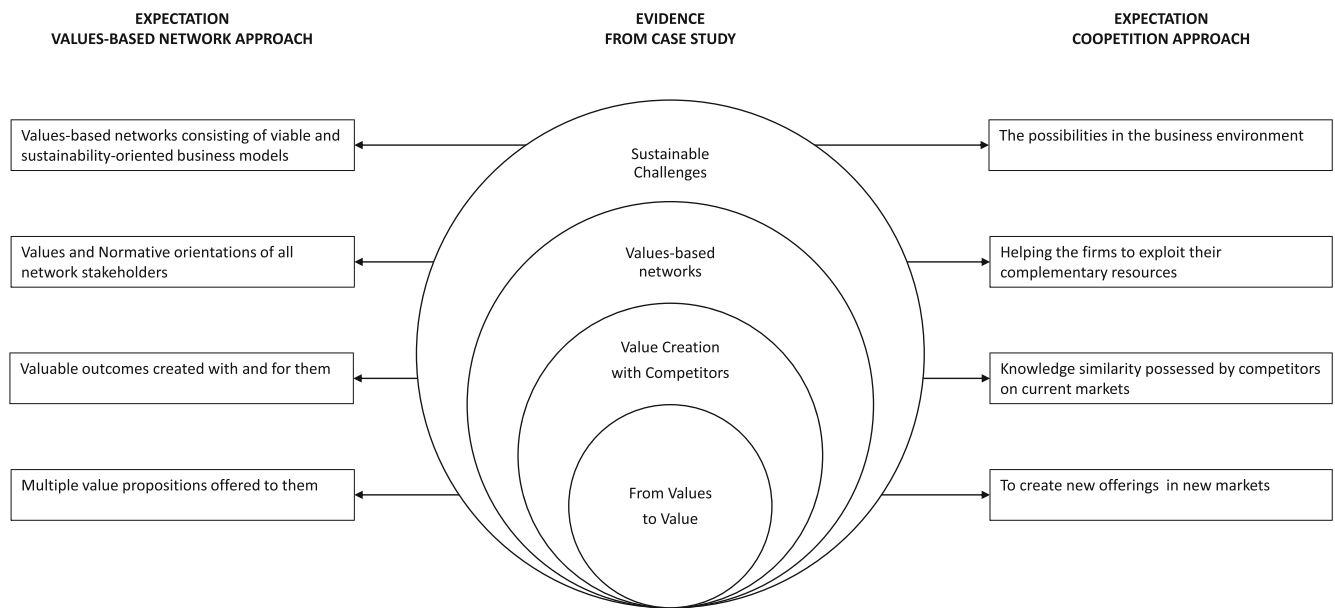 EXPECTATION
VALUES-BASED NETWORK APPROACH
EVIDENCE
FROM CASE STUDY
EXPECTATION
COOPETITION APPROACH
Values-based networks consisting of viable and
sustainability-oriented business models
Sustainable
Challenges
The possibilities in the business environment
Values and Normative orientations of all
network stakeholders
Values-based
networks
Helping the firms to exploit their
complementary resources
Valuable outcomes created with and for them
Value Creation
with Competitors
Knowledge similarity possessed by competitors
on current markets
Multiple value propositions offered to them
From Values
to Value
To create new offerings in new markets